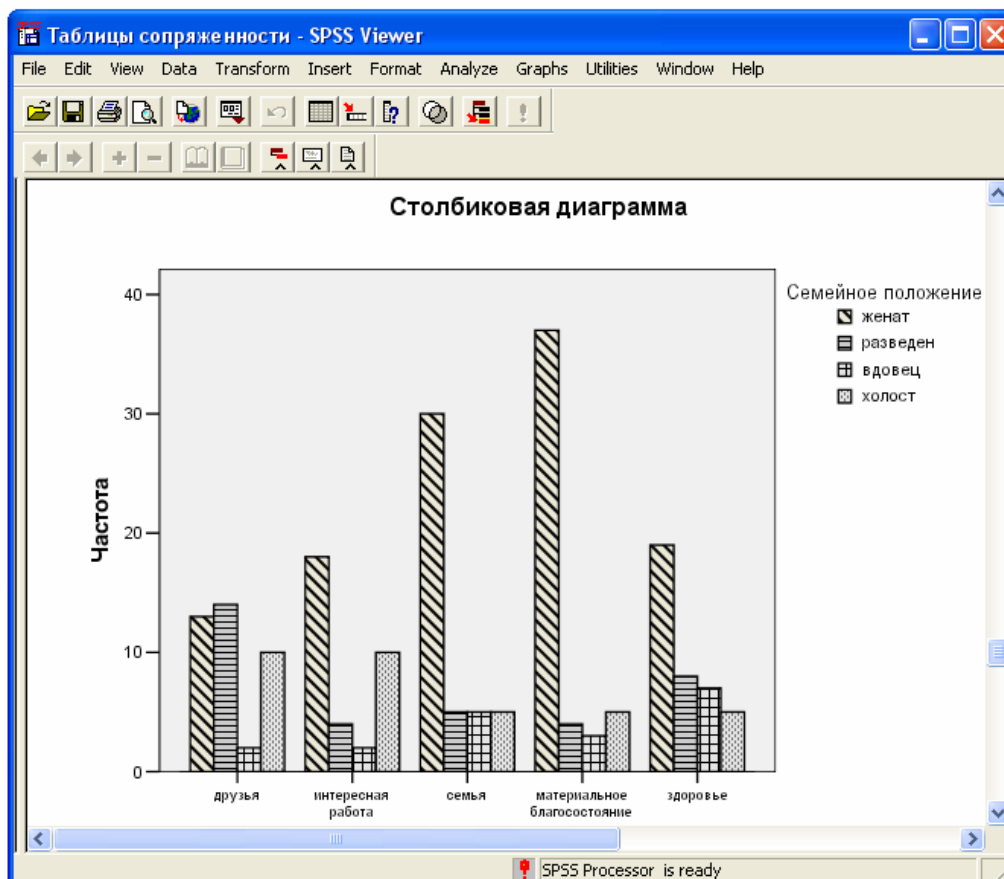 Таблицы сопряженности - SPSS Viewer
File Edit View Data Transform Insert Format Analyze Graphs Utilities Window Help
Столбиковая диаграмма
Семейное положение
женат
разведен
вдовец
холост
Частота
40
30
20
10
0
друзья
интересная
работа
семья
материальное
благосостояние
здоровье
SPSS Processor is ready